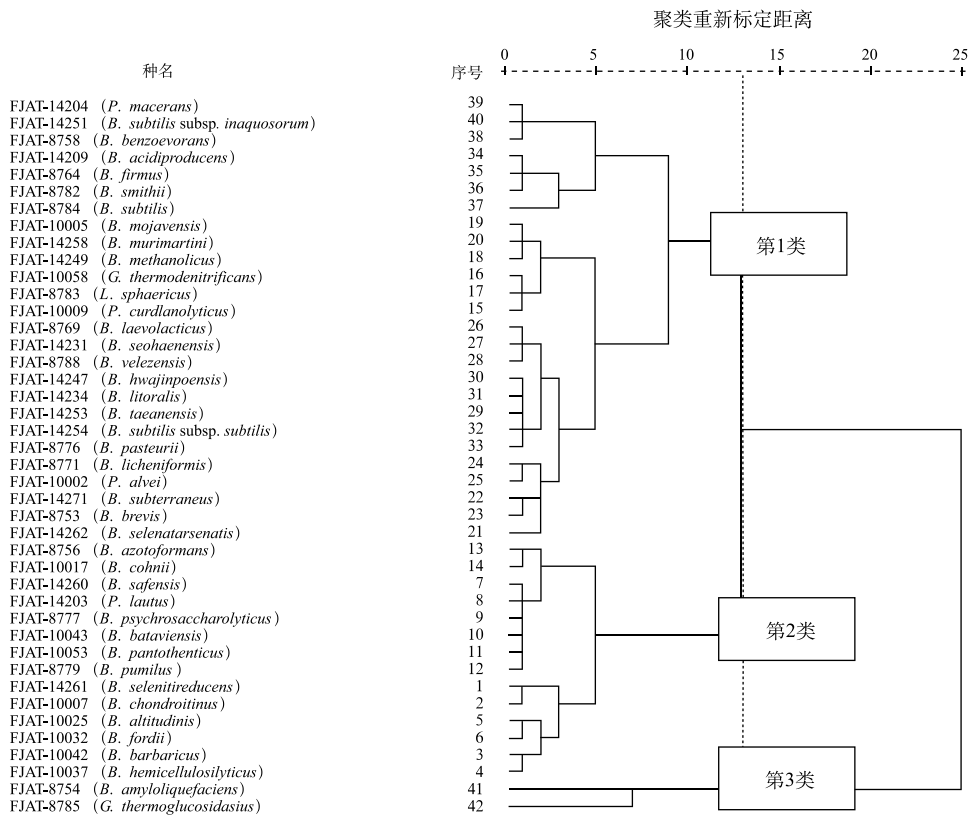 聚类重新标定距离
种名 序号 0 5 10 15 20 25
FJAT-14204 (P. macerans) 39
FJAT-14251 (B. subtilis subsp. inaquosorum) 40
FJAT-8758 (B. benzoevorans) 38
FJAT-14209 (B. acidiproducens) 34
FJAT-8764 (B. firmus) 35
FJAT-8782 (B. smithii) 36
FJAT-8784 (B. subtilis) 37
FJAT-10005 (B. mojavensis) 19
FJAT-14258 (B. murimartini) 20
FJAT-14249 (B. methanolicus) 18
FJAT-10058 (G. thermodenitrificans) 16
FJAT-8783 (L. sphaericus) 17
FJAT-10009 (P. curdlanolyticus) 15
FJAT-8769 (B. laevolacticus) 26
FJAT-14231 (B. seohaenensis) 27
FJAT-8788 (B. velezensis) 28
FJAT-14247 (B. hwajinpoensis) 30
FJAT-14234 (B. litoralis) 31
FJAT-14253 (B. taeanensis) 29
FJAT-14254 (B. subtilis subsp. subtilis) 32
FJAT-8776 (B. pasteurii) 33
FJAT-8771 (B. licheniformis) 24
FJAT-10002 (P. alvei) 25
FJAT-14271 (B. subterraneus) 22
FJAT-8753 (B. brevis) 23
FJAT-14262 (B. selenatarsenatis) 21
FJAT-8756 (B. azotoformans) 13
FJAT-10017 (B. cohnii) 14
FJAT-14260 (B. safensis) 7
FJAT-14203 (P. lautus) 8
FJAT-8777 (B. psychrosaccharolyticus) 9
FJAT-10043 (B. bataviensis) 10
FJAT-10053 (B. pantothenticus) 11
FJAT-8779 (B. pumilus) 12
FJAT-14261 (B. selenitireducens) 1
FJAT-10007 (B. chondroitinus) 2
FJAT-10025 (B. altitudinis) 5
FJAT-10032 (B. fordii) 6
FJAT-10042 (B. barbaricus) 3
FJAT-10037 (B. hemicellulosilyticus) 4
FJAT-8754 (B. amyloliquefaciens) 41
FJAT-8785 (G. thermoglucosidasius) 42
第1类
第2类
第3类